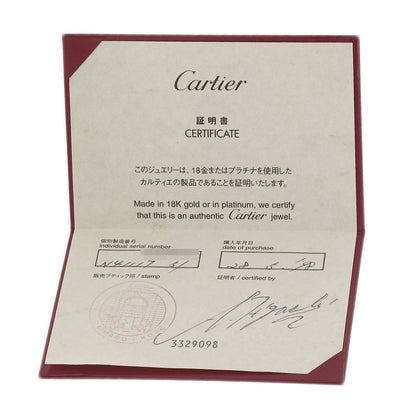 Cartier
証明書
CERTIFICATE
このジュエリーは、18金またはプラチナを使用した
カルティエの製品であることを証明いたします。
Made in 18K gold or in platinum, we certify
that this is an authentic Cartier jewel.
個別製造番号
individual serial number
購入年月日
date of purchase
販売ブティック印 / stamp
証明者 / certified by
3329098